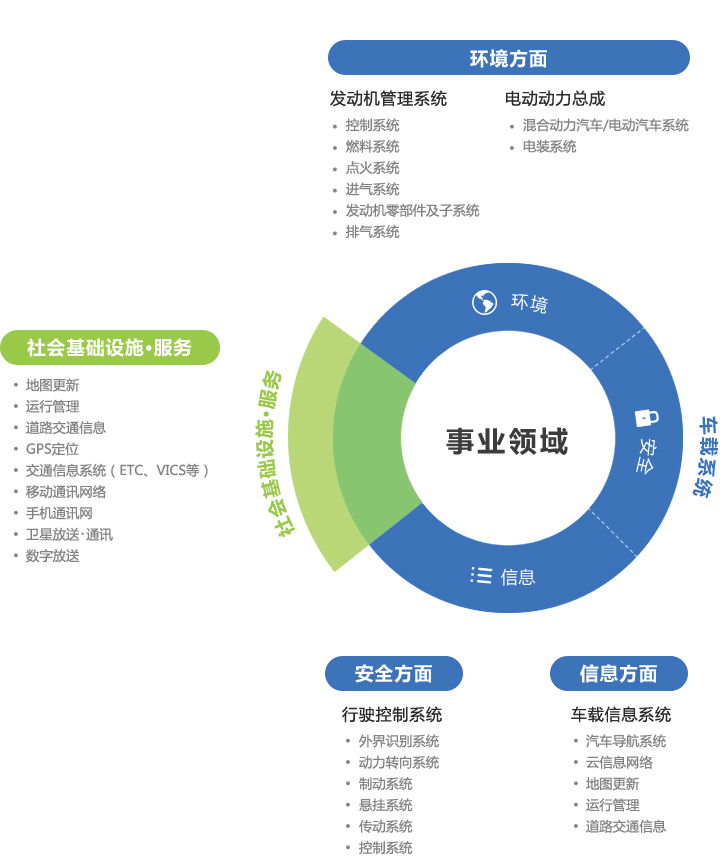 环境方面
发动机管理系统
• 控制系统
• 燃料系统
• 点火系统
• 进气系统
• 发动机零部件及子系统
• 排气系统
电动动力总成
• 混合动力汽车/电动汽车系统
• 电装系统
社会基础设施•服务
• 地图更新
• 运行管理
• 道路交通信息
• GPS定位
• 交通信息系统（ETC、VICS等）
• 移动通讯网络
• 手机通讯网
• 卫星放送·通讯
• 数字放送
社会基础设施•服务
环境
事业领域
安全
车载系统
信息
安全方面
行驶控制系统
• 外界识别系统
• 动力转向系统
• 制动系统
• 悬挂系统
• 传动系统
• 控制系统
信息方面
车载信息系统
• 汽车导航系统
• 云信息网络
• 地图更新
• 运行管理
• 道路交通信息